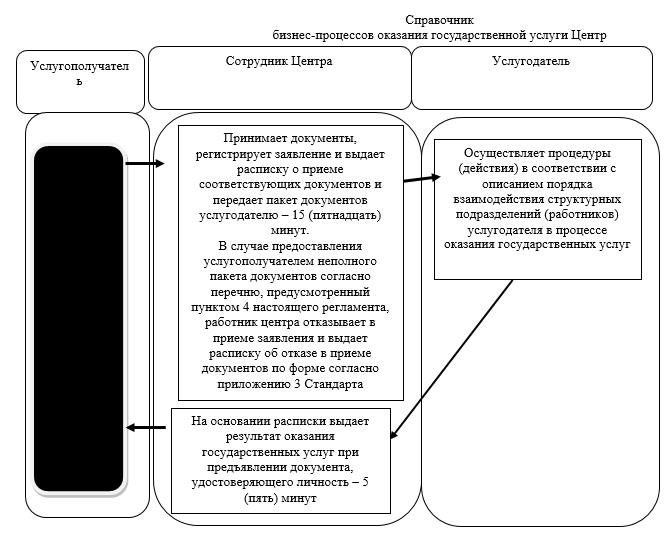 Справочник
бизнес-процессов оказания государственной услуги Центр
Услугополучател
ь
Сотрудник Центра
Услугодатель
Принимает документы,
регистрирует заявление и выдает
расписку о приеме
соответствующих документов и
передает пакет документов
услугодателю – 15 (пятнадцать)
минут.
В случае предоставления
услугополучателем неполного
пакета документов согласно
перечню, предусмотренный
пунктом 4 настоящего регламента,
работник центра отказывает в
приеме заявления и выдает
расписку об отказе в приеме
документов по форме согласно
приложению 3 Стандарта
Осуществляет процедуры
(действия) в соответствии с
описанием порядка
взаимодействия структурных
подразделений (работников)
услугодателя в процессе
оказания государственных услуг
На основании расписки выдает
результат оказания
государственных услуг при
предъявлении документа,
удостоверяющего личность – 5
(пять) минут